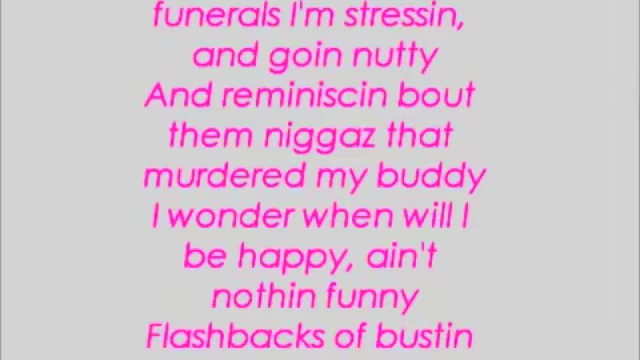 funerals I'm stressin,
and goin nutty
And reminiscin bout
them niggaz that
murdered my buddy
I wonder when will I
be happy, ain't
nothin funny
Flashbacks of bustin